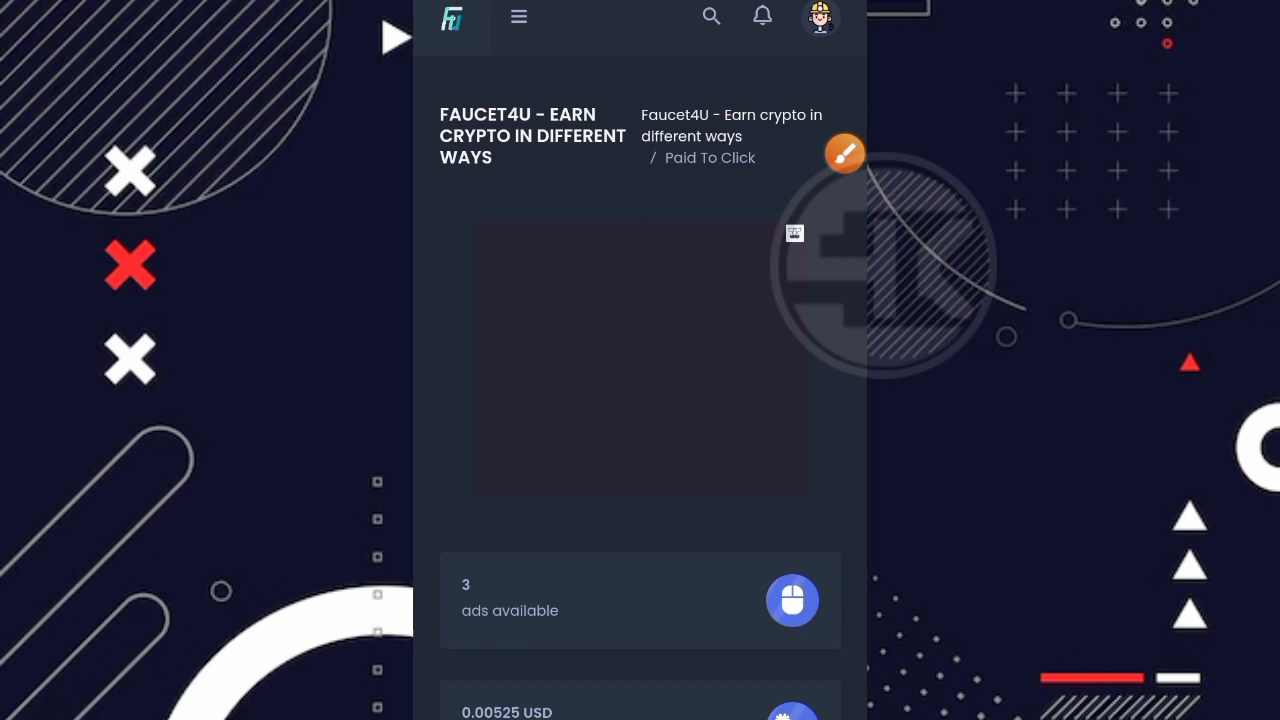 FAUCET4U - EARN
CRYPTO IN DIFFERENT
WAYS
Faucet4U - Earn crypto in
different ways
/ Paid To Click
3
ads available
0.00525 USD